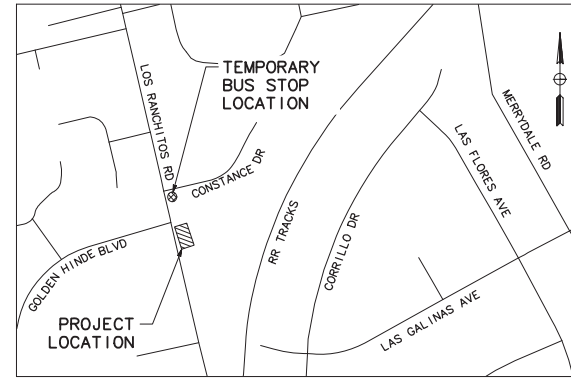 TEMPORARY
BUS STOP
LOCATION
LOS RANCHITOS RD
CONSTANCE DR
GOLDEN HINDE BLVD
PROJECT
LOCATION
RR TRACKS
CORRILLO DR
LAS GALINAS AVE
LAS FLORES AVE
MERRYDALE RD